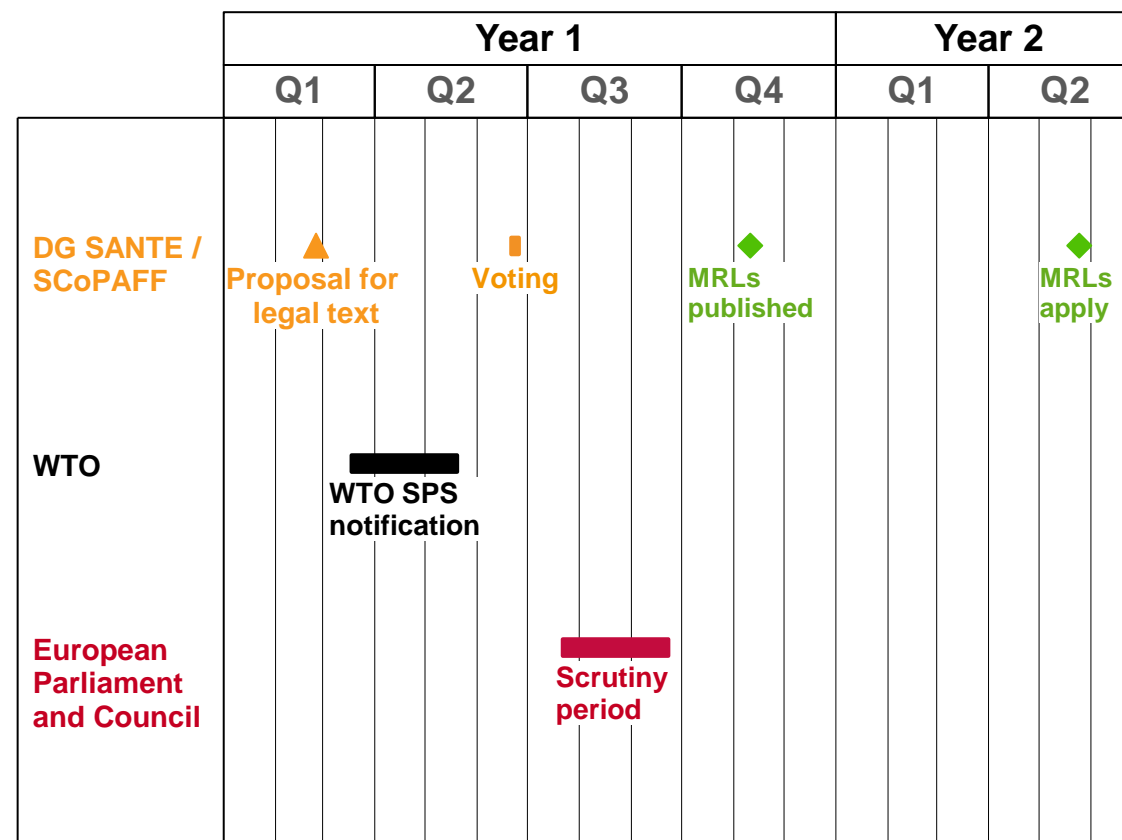 Year 1
Year 2
Q1
Q2
Q3
Q4
Q1
Q2
DG SANTE /
SCoPAFF
Proposal for
legal text
Voting
MRLs
published
MRLs
apply
WTO
WTO SPS
notification
European
Parliament
and Council
Scrutiny
period